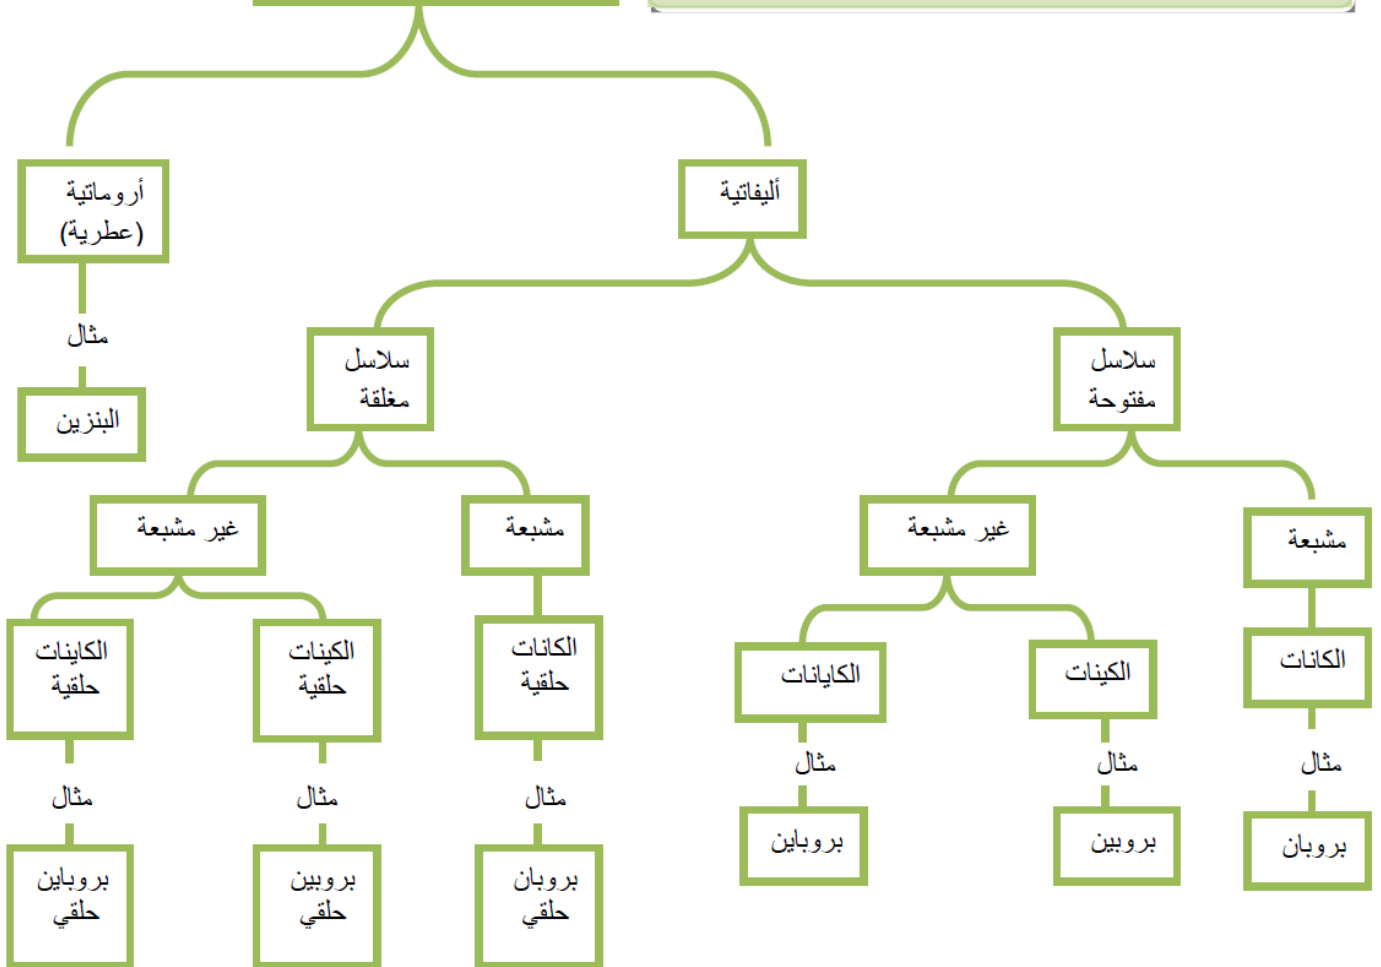 أليفاتية
أروماتية
(عطرية)
مثال
البنزين
سلاسل
مفتوحة
سلاسل
مغلقة
مشبعة
غير مشبعة
مشبعة
غير مشبعة
الكانات
الكينات
الكايانات
الكانات
حلقية
الكينات
حلقية
الكاينات
حلقية
مثال
مثال
مثال
مثال
مثال
مثال
بروبان
بروبين
بروباين
بروبان
حلقي
بروبين
حلقي
بروباين
حلقي